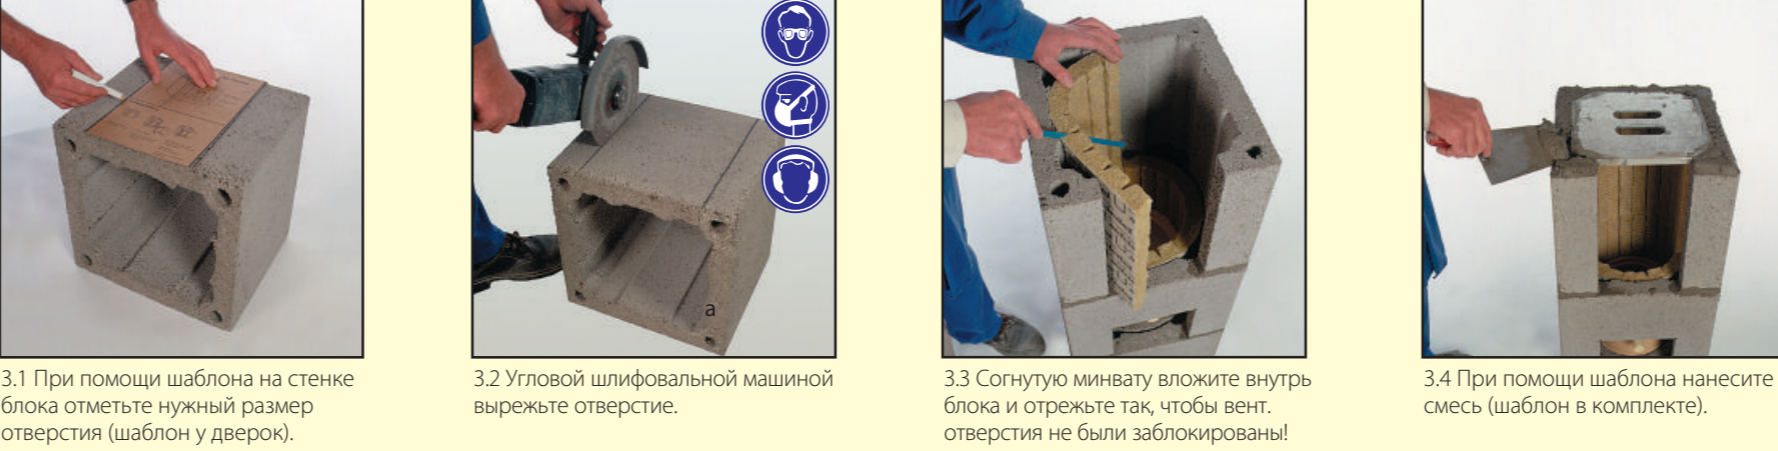 a
3.1 При помощи шаблона на стенке
блока отметьте нужный размер
отверстия (шаблон у дверок).
3.2 Угловой шлифовальной машиной
вырежьте отверстие.
3.3 Согнутую минвату вложите внутрь
блока и отрежьте так, чтобы вент.
отверстия не были заблокированы!
3.4 При помощи шаблона нанесите
смесь (шаблон в комплекте).